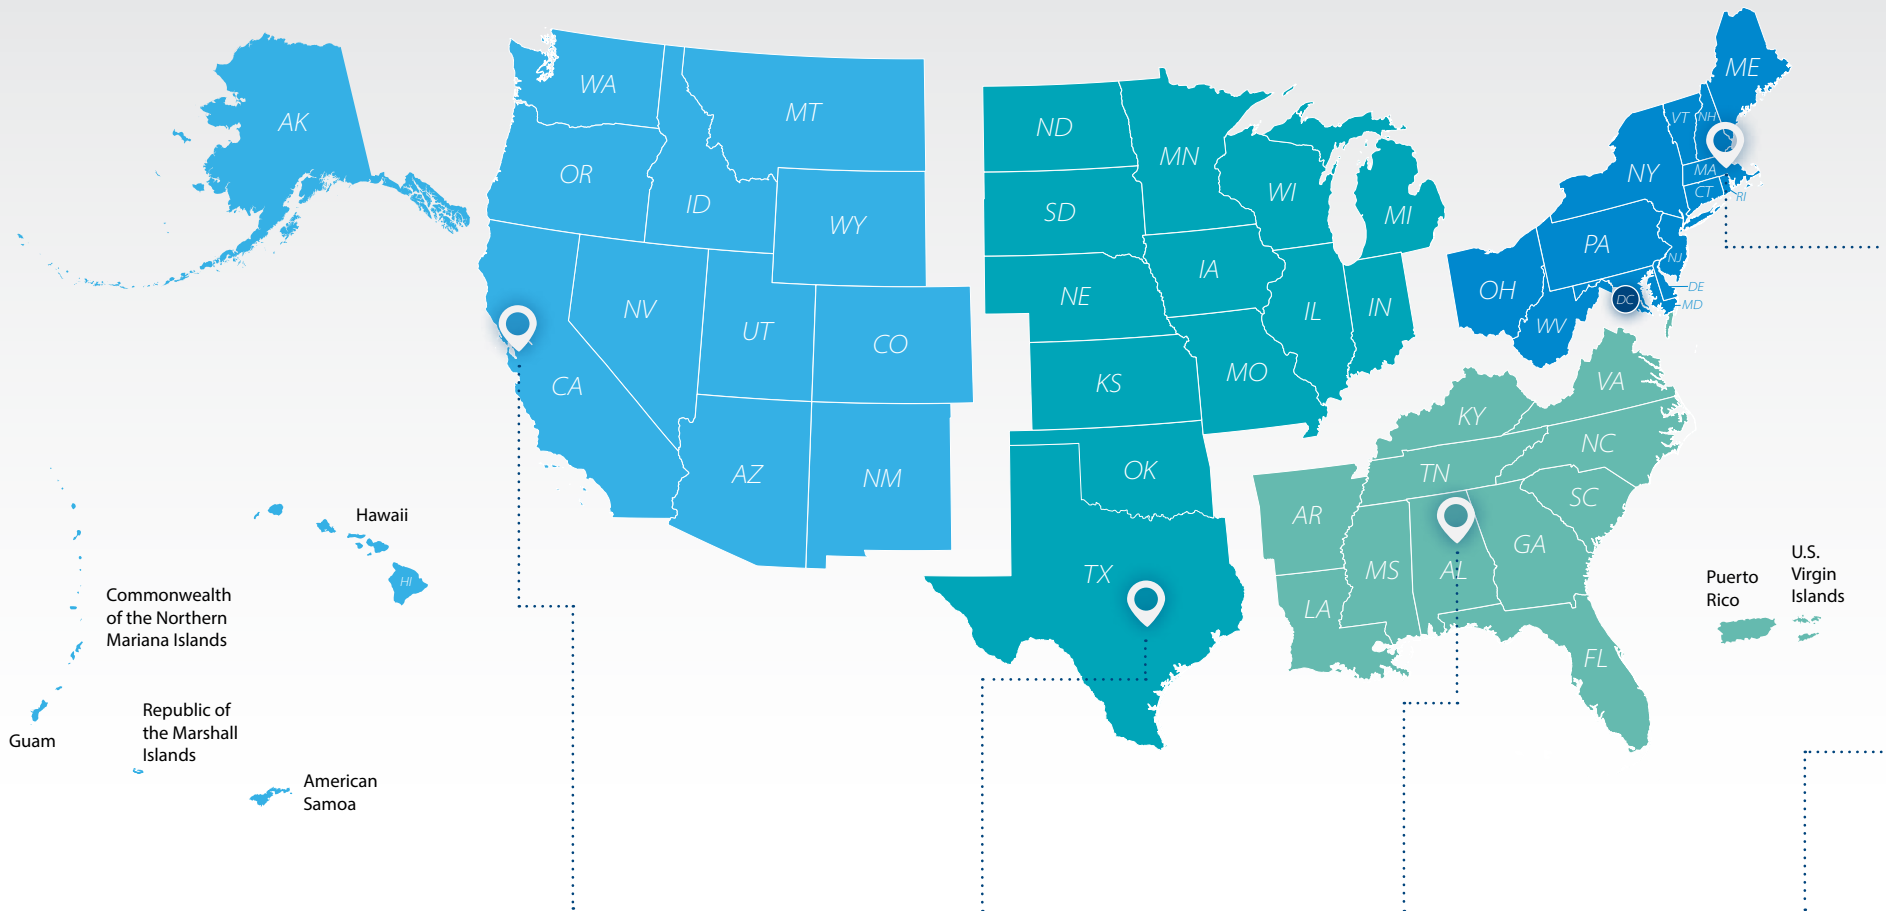 AK
WA
MT
OR
ID
WY
NV
UT
CO
CA
AZ
NM
ND
MN
SD
WI
MI
IA
NE
IL
IN
KS
MO
OK
TX
ME
VT
NH
NY
MA
CT
RI
PA
NJ
OH
DE
MD
DC
WV
VA
KY
NC
TN
SC
AR
GA
MS
AL
LA
FL
Hawaii
HI
Commonwealth
of the Northern
Mariana Islands
Guam
Republic of
the Marshall
Islands
American
Samoa
Puerto
Rico
U.S.
Virgin
Islands